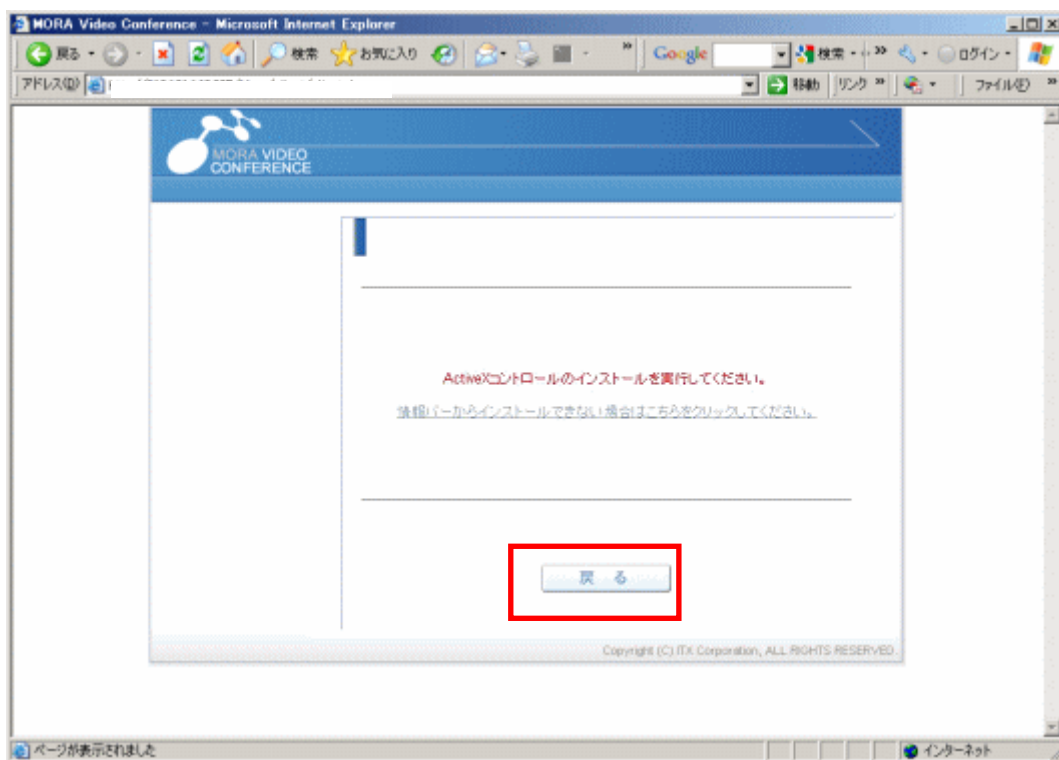 MORA Video Conference - Microsoft Internet Explorer
戻る 検索 お気に入り Google 検索 ログイン
アドレス(D) 移動 リンク ファイル(F)
MORA VIDEO
CONFERENCE
ActiveXコントロールのインストールを実行してください。
情報バーからインストールできない場合はこちらをクリックしてください。
戻 る
Copyright (C) ITX Corporation, ALL RIGHTS RESERVED.
ページが表示されました インターネット